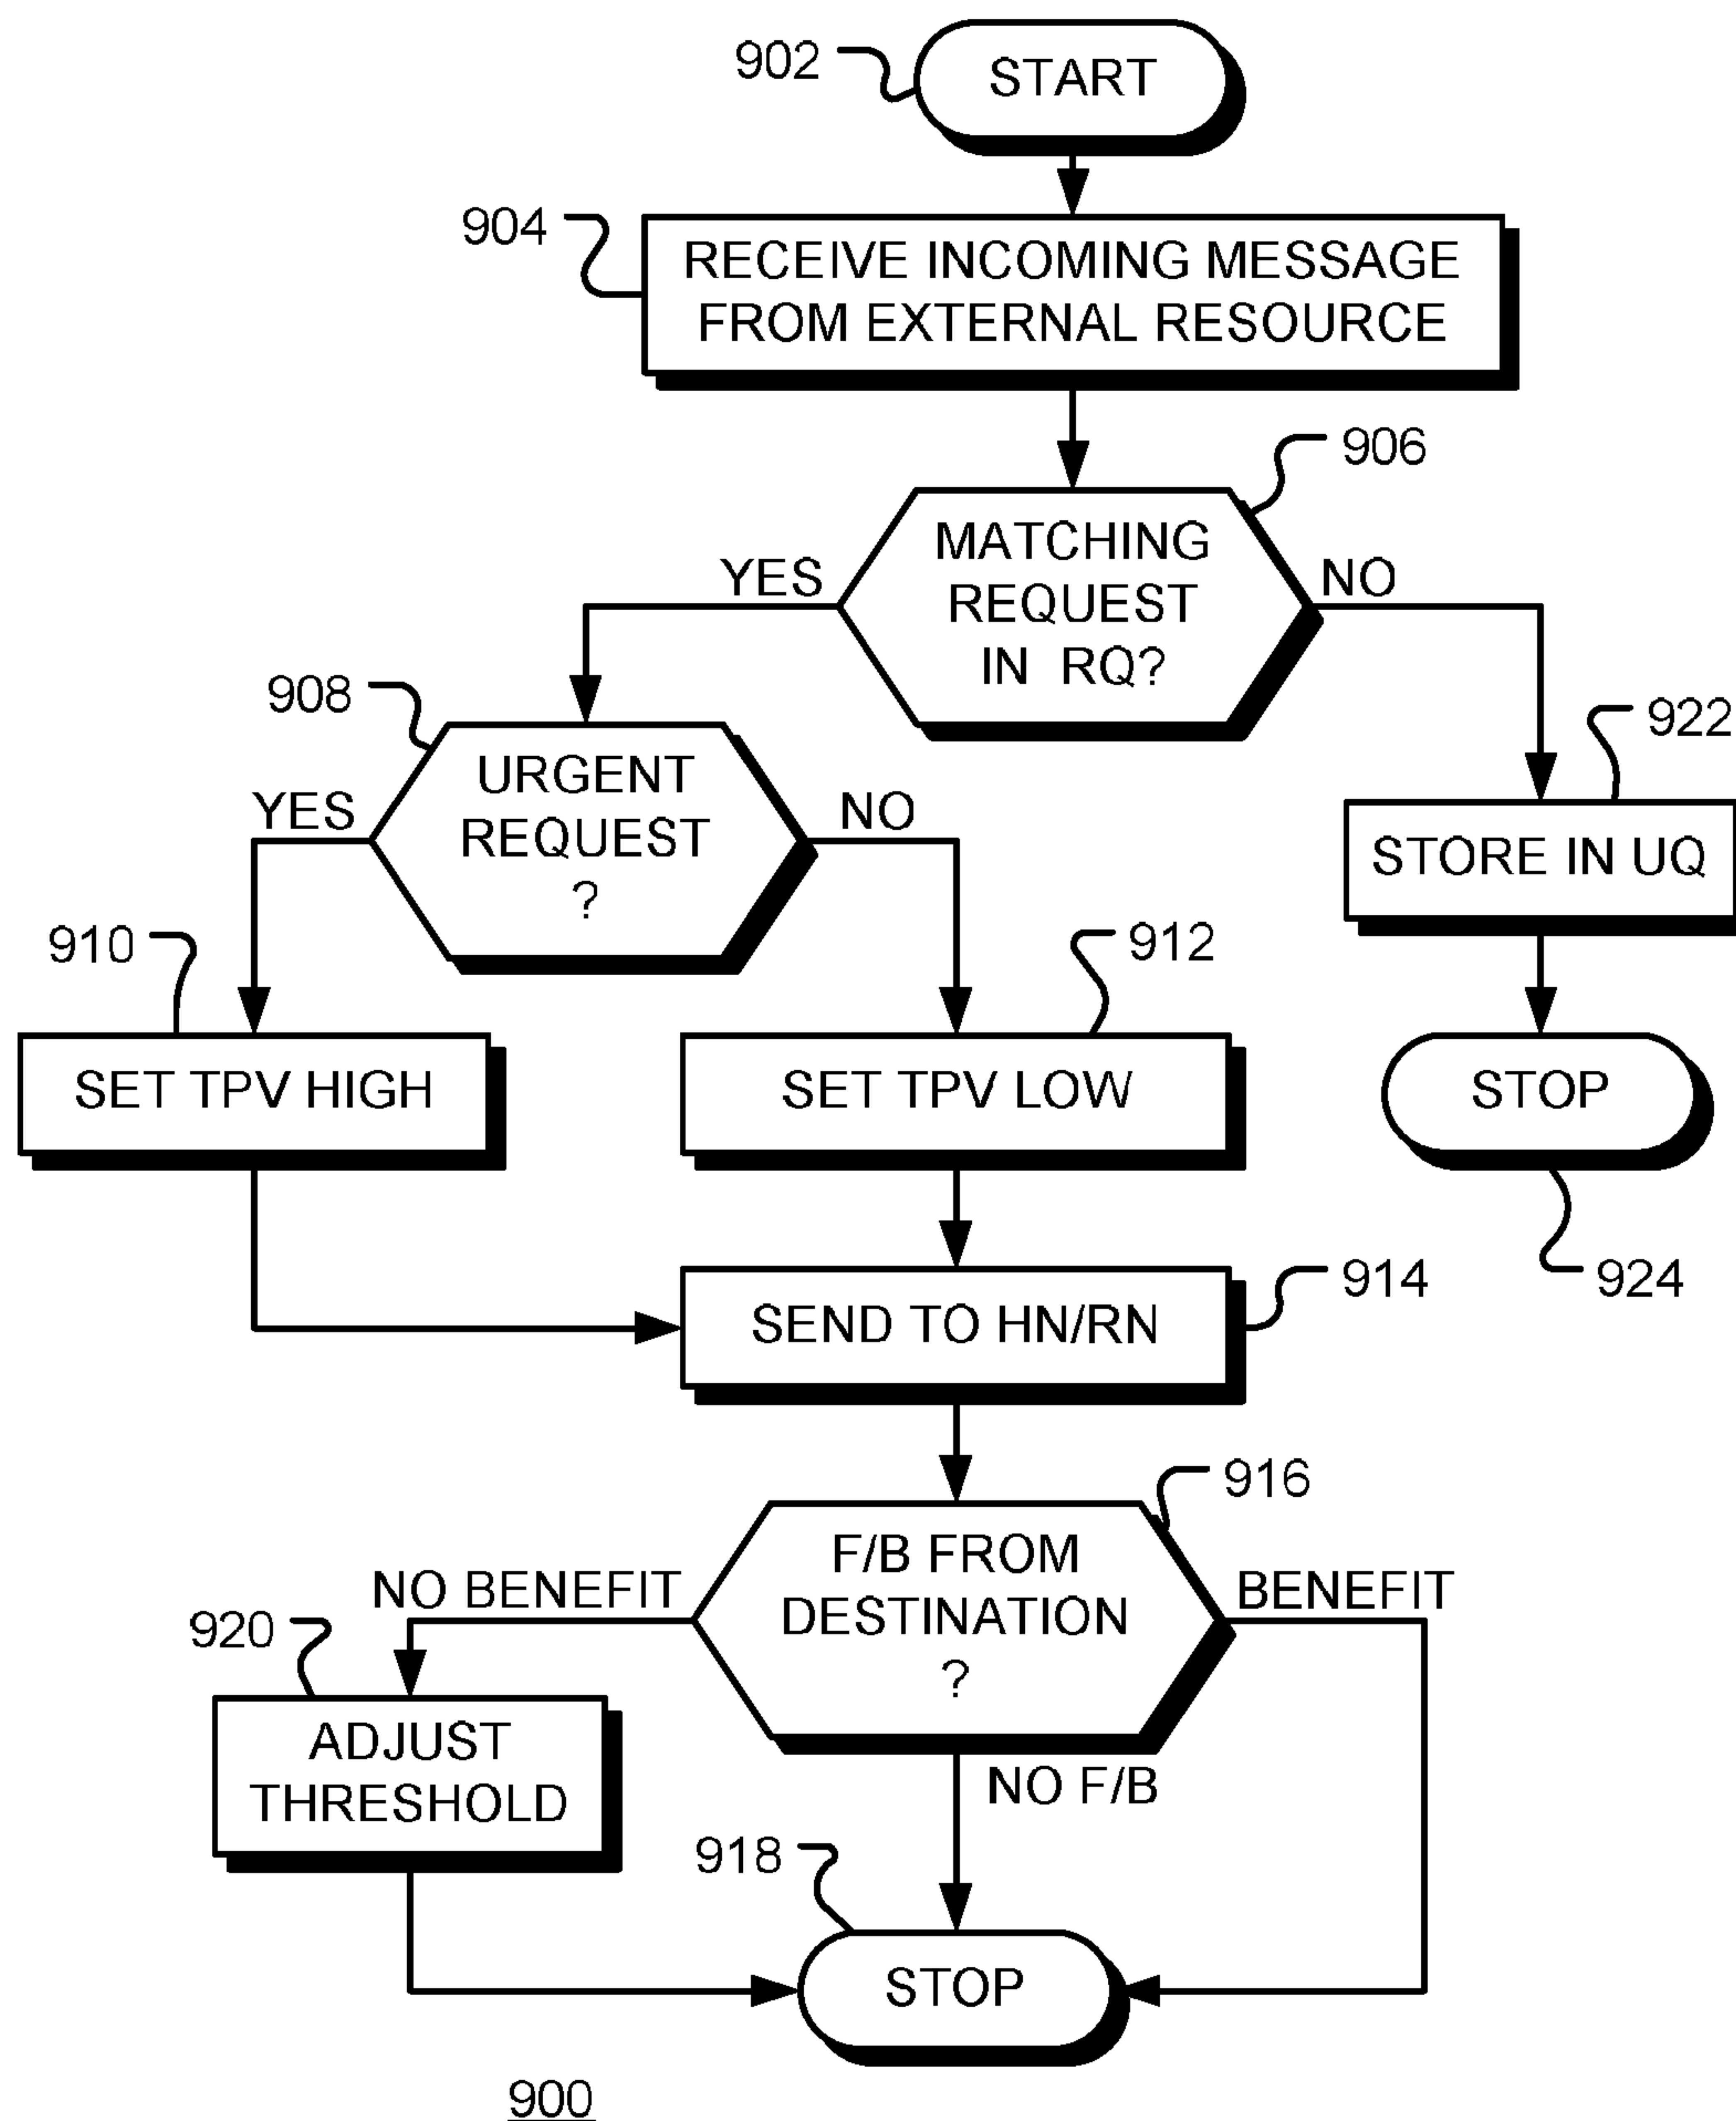 902
START
904
RECEIVE INCOMING MESSAGE
FROM EXTERNAL RESOURCE
906
MATCHING
REQUEST
IN RQ?
YES
NO
908
URGENT
REQUEST
?
YES
NO
922
STORE IN UQ
910
SET TPV HIGH
912
SET TPV LOW
STOP
924
914
SEND TO HN/RN
916
F/B FROM
DESTINATION
?
NO BENEFIT
BENEFIT
920
ADJUST
THRESHOLD
NO F/B
918
STOP
900